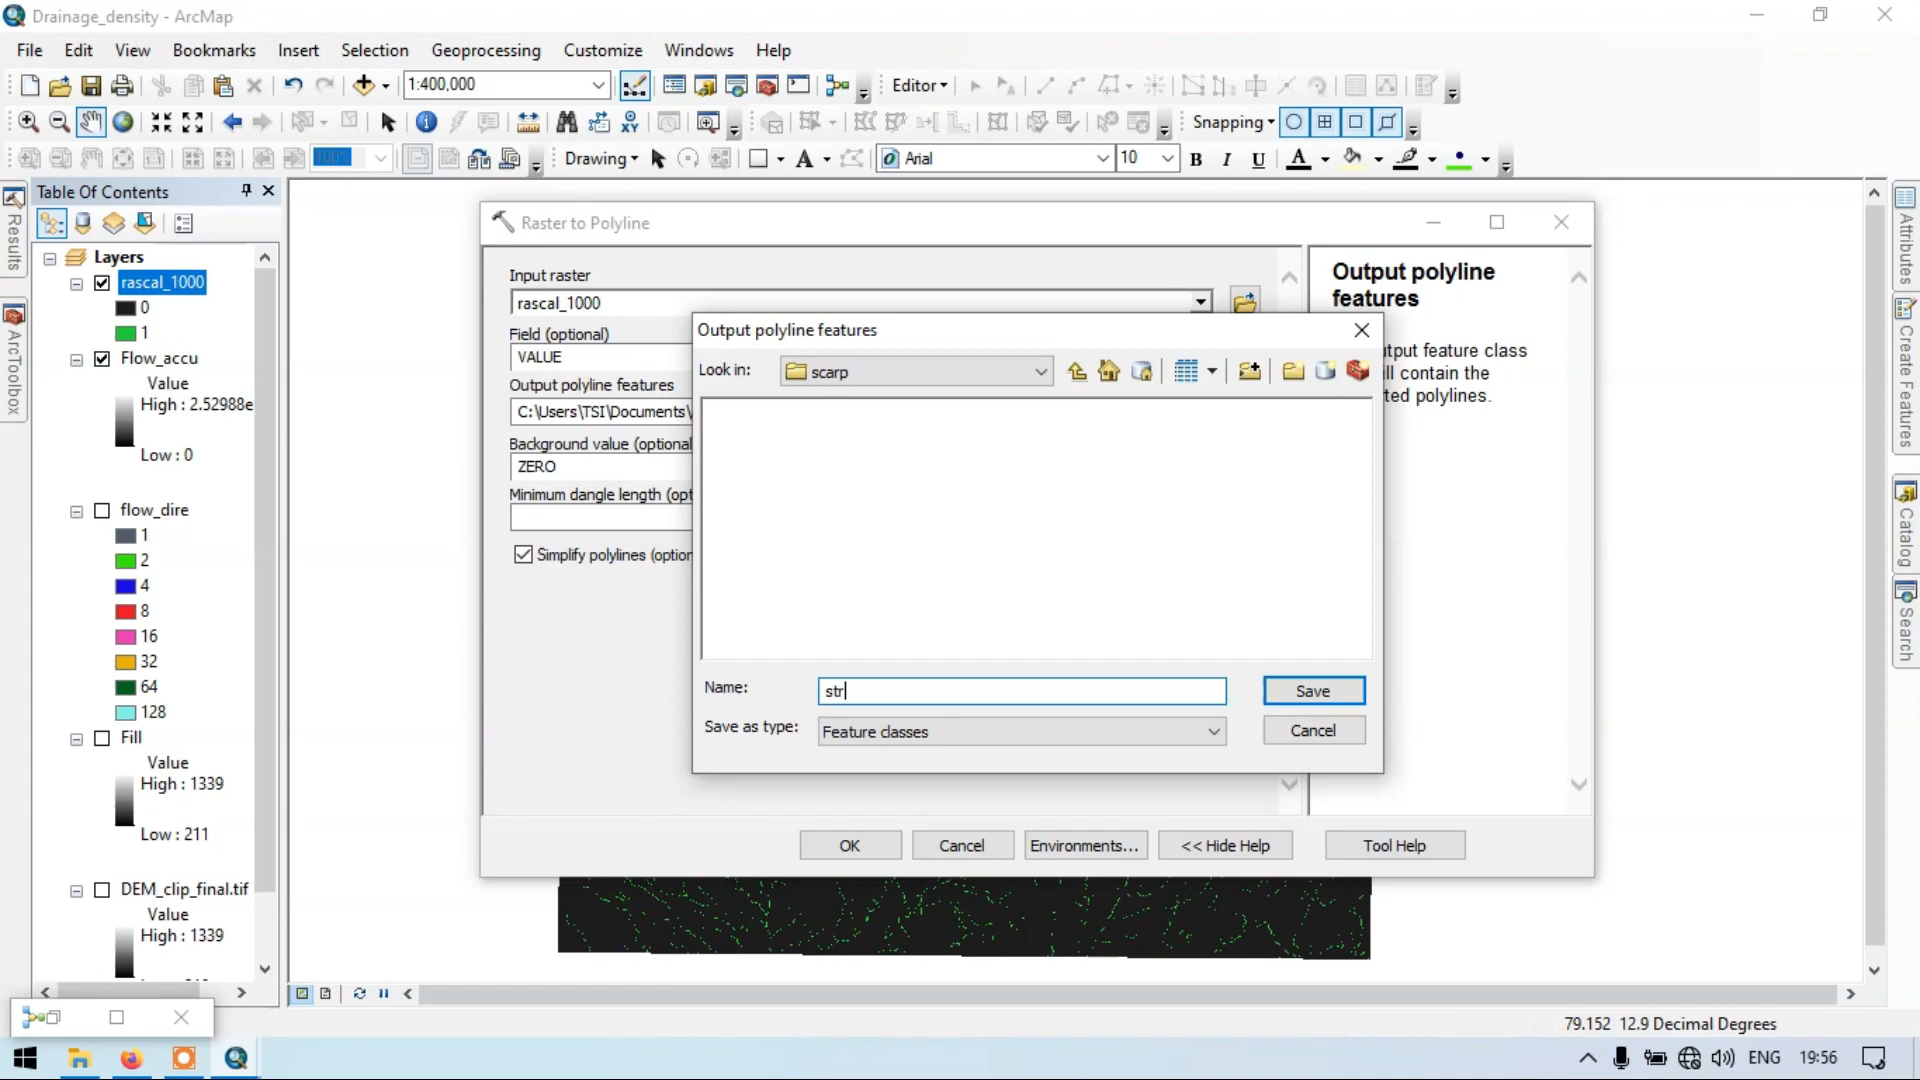 Drainage_density - ArcMap
File Edit View Bookmarks Insert Selection Geoprocessing Customize Windows Help
1:400,000
Editor
Snapping
100%
Drawing
A
Arial
10
B I U A
Table Of Contents
Results
ArcToolbox
Layers
rascal_1000
0
1
Flow_accu
Value
High : 2.52988e
Low : 0
flow_dire
1
2
4
8
16
32
64
128
Fill
Value
High : 1339
Low : 211
DEM_clip_final.tif
Value
High : 1339
Raster to Polyline
Input raster
rascal_1000
Field (optional)
VALUE
Output polyline features
C:\Users\TSI\Documents\
Background value (optional
ZERO
Minimum dangle length (opt
Simplify polylines (option
Output polyline features
Look in:
scarp
Name:
str
Save
Save as type:
Feature classes
Cancel
Output polyline
features
tput feature class
ill contain the
ted polylines.
OK
Cancel
Environments...
<< Hide Help
Tool Help
Attributes
Create Features
Catalog
Search
79.152 12.9 Decimal Degrees
ENG
19:56